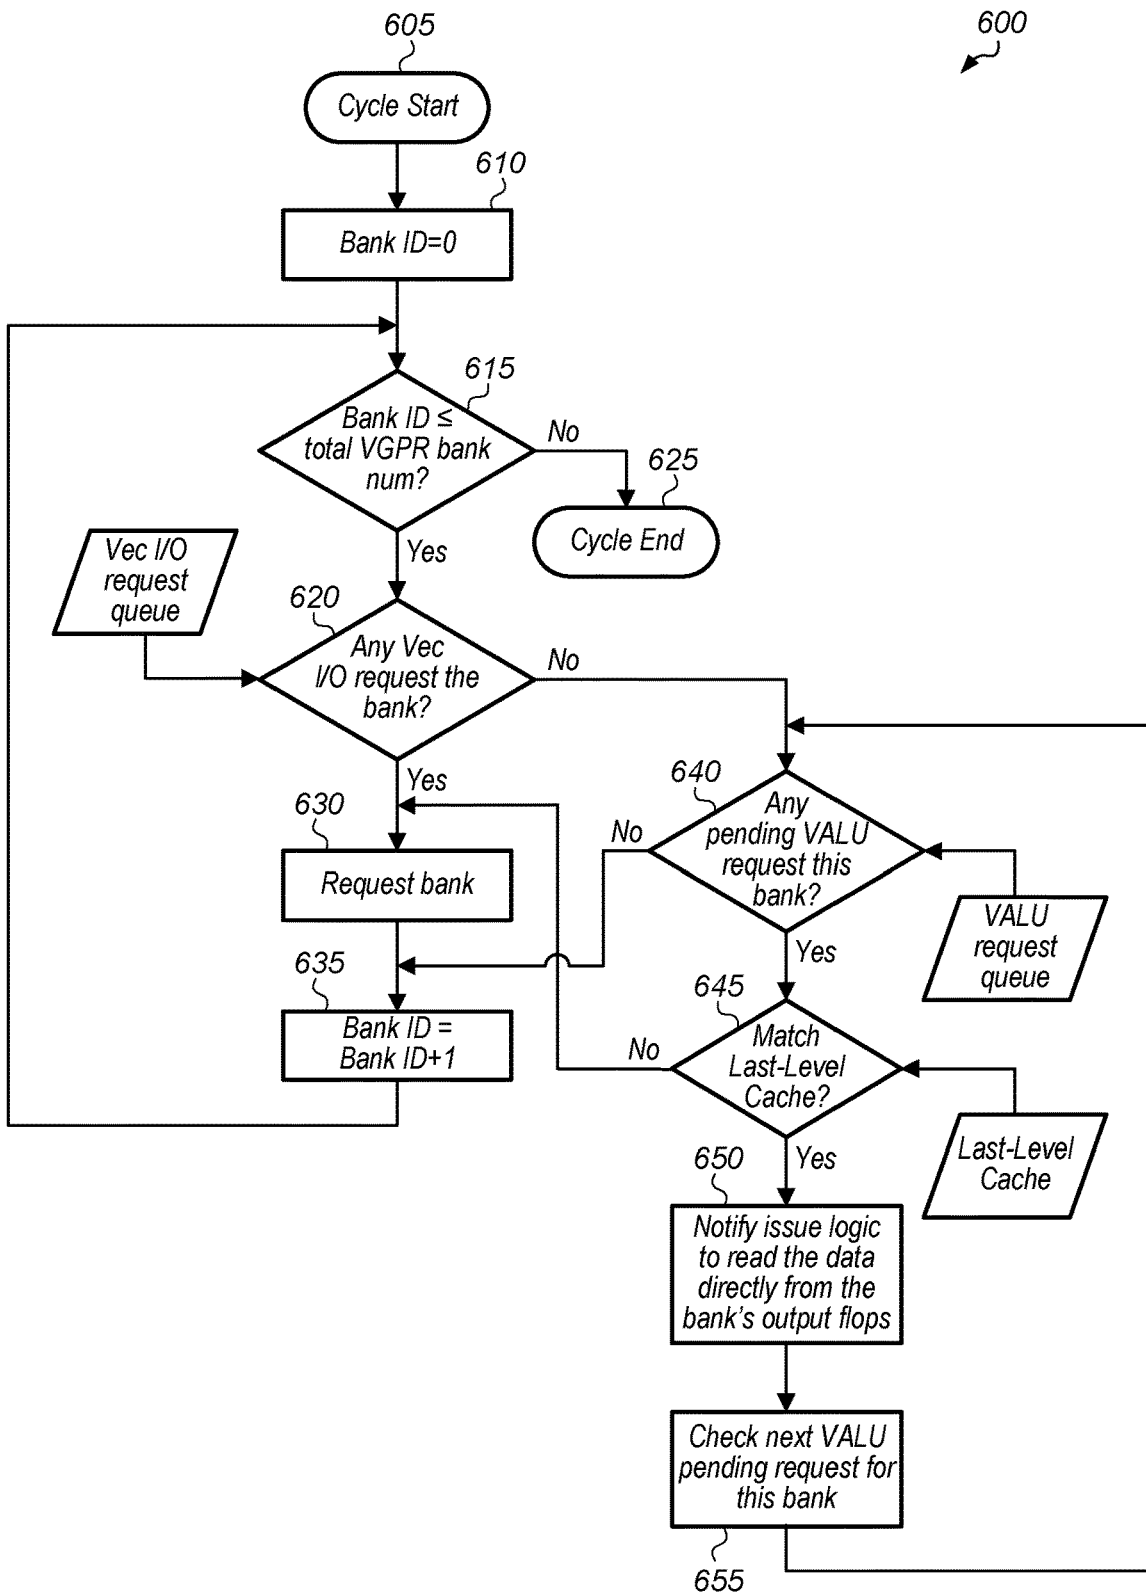 605
600
Cycle Start
610
Bank ID=0
615
Bank ID ≤
total VGPR bank
num?
No
625
Cycle End
Yes
Vec I/O
request
queue
620
Any Vec
I/O request the
bank?
No
Yes
630
Request bank
640
Any
pending VALU
request this
bank?
No
VALU
request
queue
Yes
635
Bank ID =
Bank ID+1
645
Match
Last-Level
Cache?
No
Last-Level
Cache
Yes
650
Notify issue logic
to read the data
directly from the
bank's output flops
Check next VALU
pending request for
this bank
655